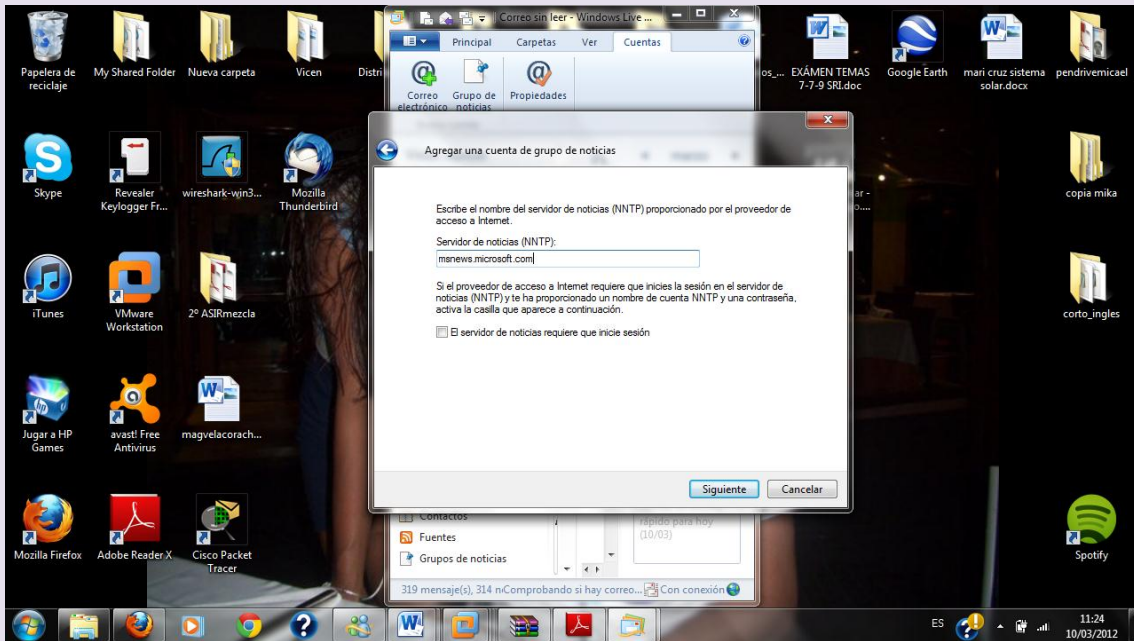 Correo sin leer - Windows Live ...
Principal Carpetas Ver Cuentas
Correo electrónico
Grupo de noticias
Propiedades
Agregar una cuenta de grupo de noticias
Escribe el nombre del servidor de noticias (NNTP) proporcionado por el proveedor de
acceso a Internet.
Servidor de noticias (NNTP):
msnews.microsoft.com
Si el proveedor de acceso a Internet requiere que inicies la sesión en el servidor de
noticias (NNTP) y te ha proporcionado un nombre de cuenta NNTP y una contraseña,
activa la casilla que aparece a continuación.
El servidor de noticias requiere que inicie sesión
Siguiente Cancelar
Contactos
Fuentes
Grupos de noticias
rápido para hoy
(10/03)
319 mensaje(s), 314 n
Comprobando si hay correo...
Con conexión
Papelera de
reciclaje
My Shared Folder
Nueva carpeta
Vicen
Distri
os_...
EXÁMEN TEMAS
7-7-9 SRI.doc
Google Earth
mari cruz sistema
solar.docx
pendrivemicael
Skype
Revealer
Keylogger Fr...
wireshark-win3...
Mozilla
Thunderbird
ar -
copia mika
iTunes
VMware
Workstation
2º ASIRmezcla
corto_ingles
Jugar a HP
Games
avast! Free
Antivirus
magvelacorach...
Mozilla Firefox
Adobe Reader X
Cisco Packet
Tracer
Spotify
ES
11:24
10/03/2012